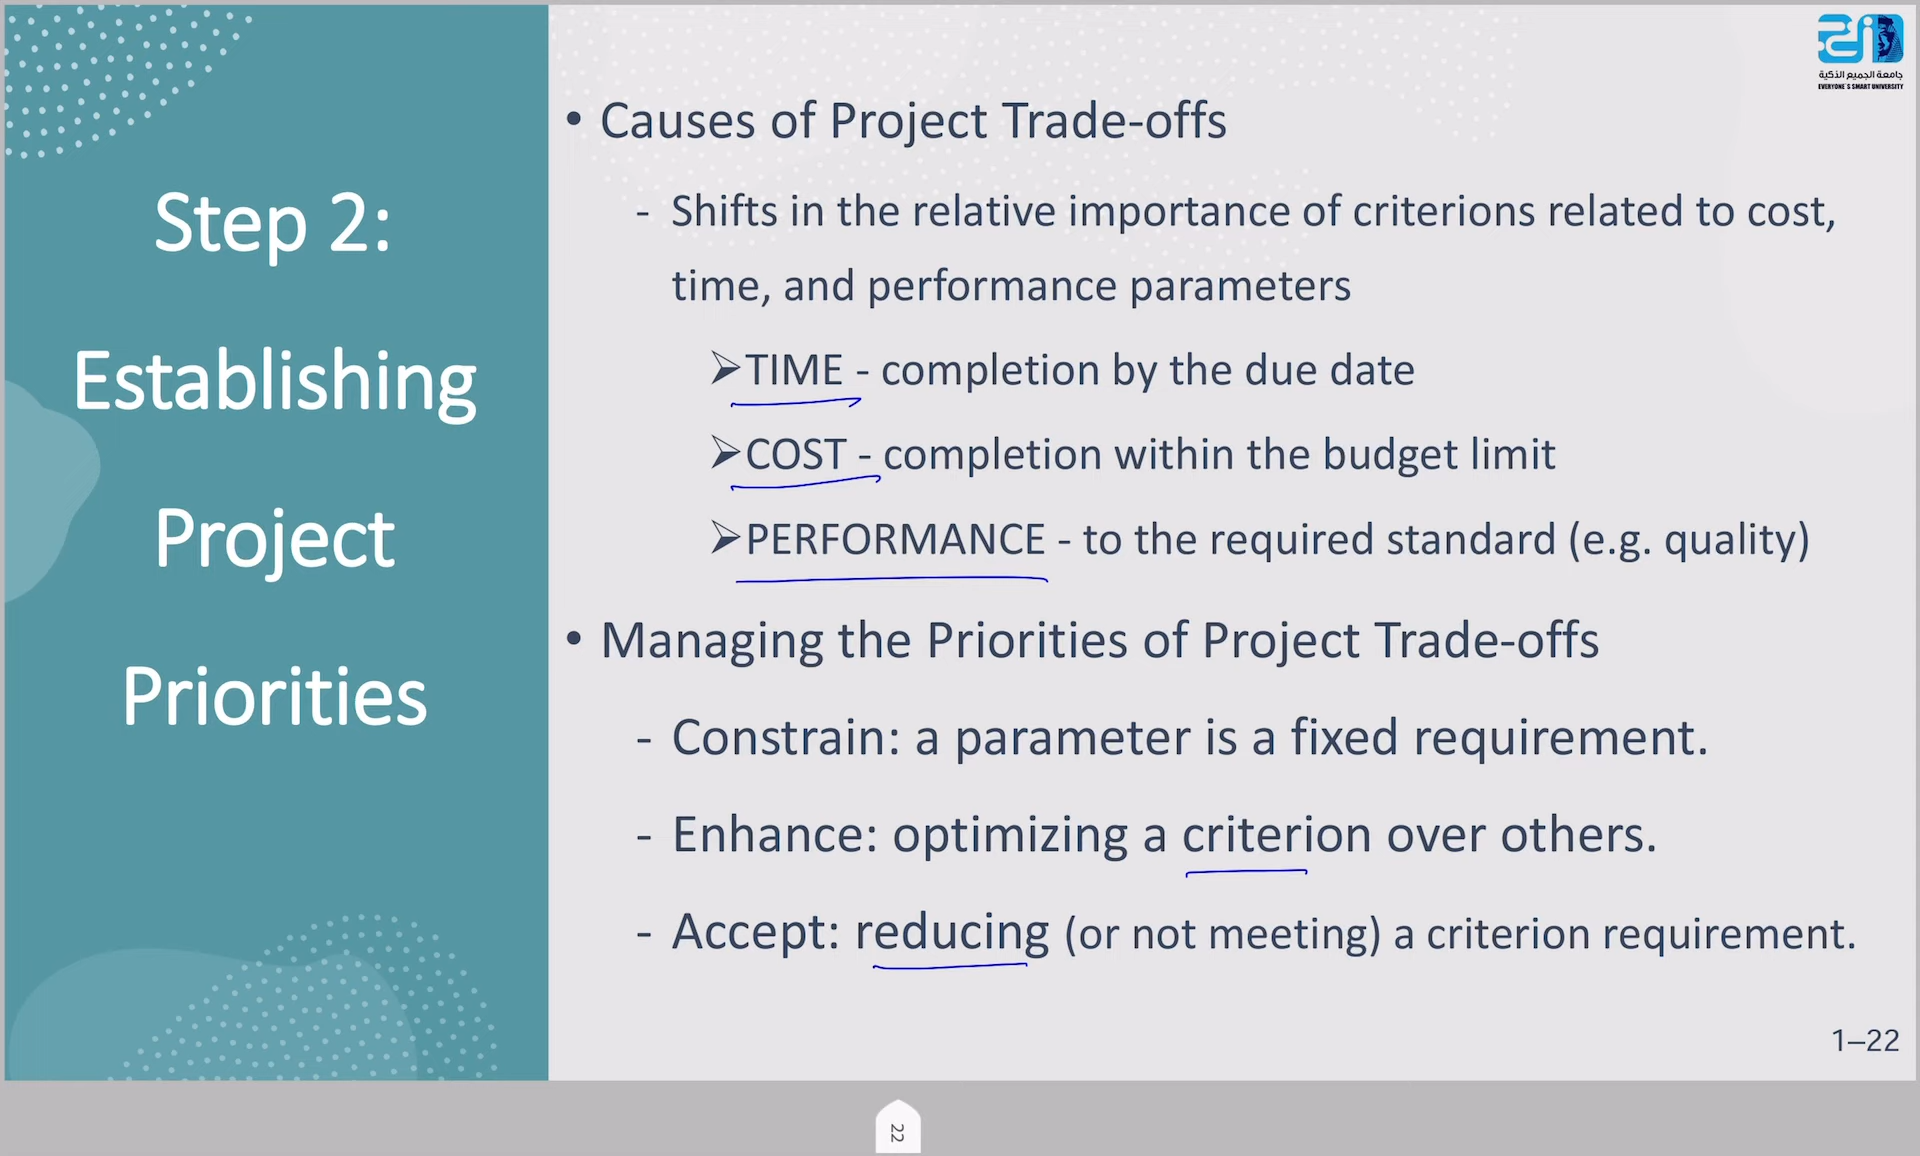 جامعة الجميع الذكية
EVERYONE'S SMART UNIVERSITY
Step 2:
Establishing
Project
Priorities
• Causes of Project Trade-offs
- Shifts in the relative importance of criterions related to cost,
time, and performance parameters
➢TIME - completion by the due date
➢COST - completion within the budget limit
➢PERFORMANCE - to the required standard (e.g. quality)
• Managing the Priorities of Project Trade-offs
- Constrain: a parameter is a fixed requirement.
- Enhance: optimizing a criterion over others.
- Accept: reducing (or not meeting) a criterion requirement.
1–22
22